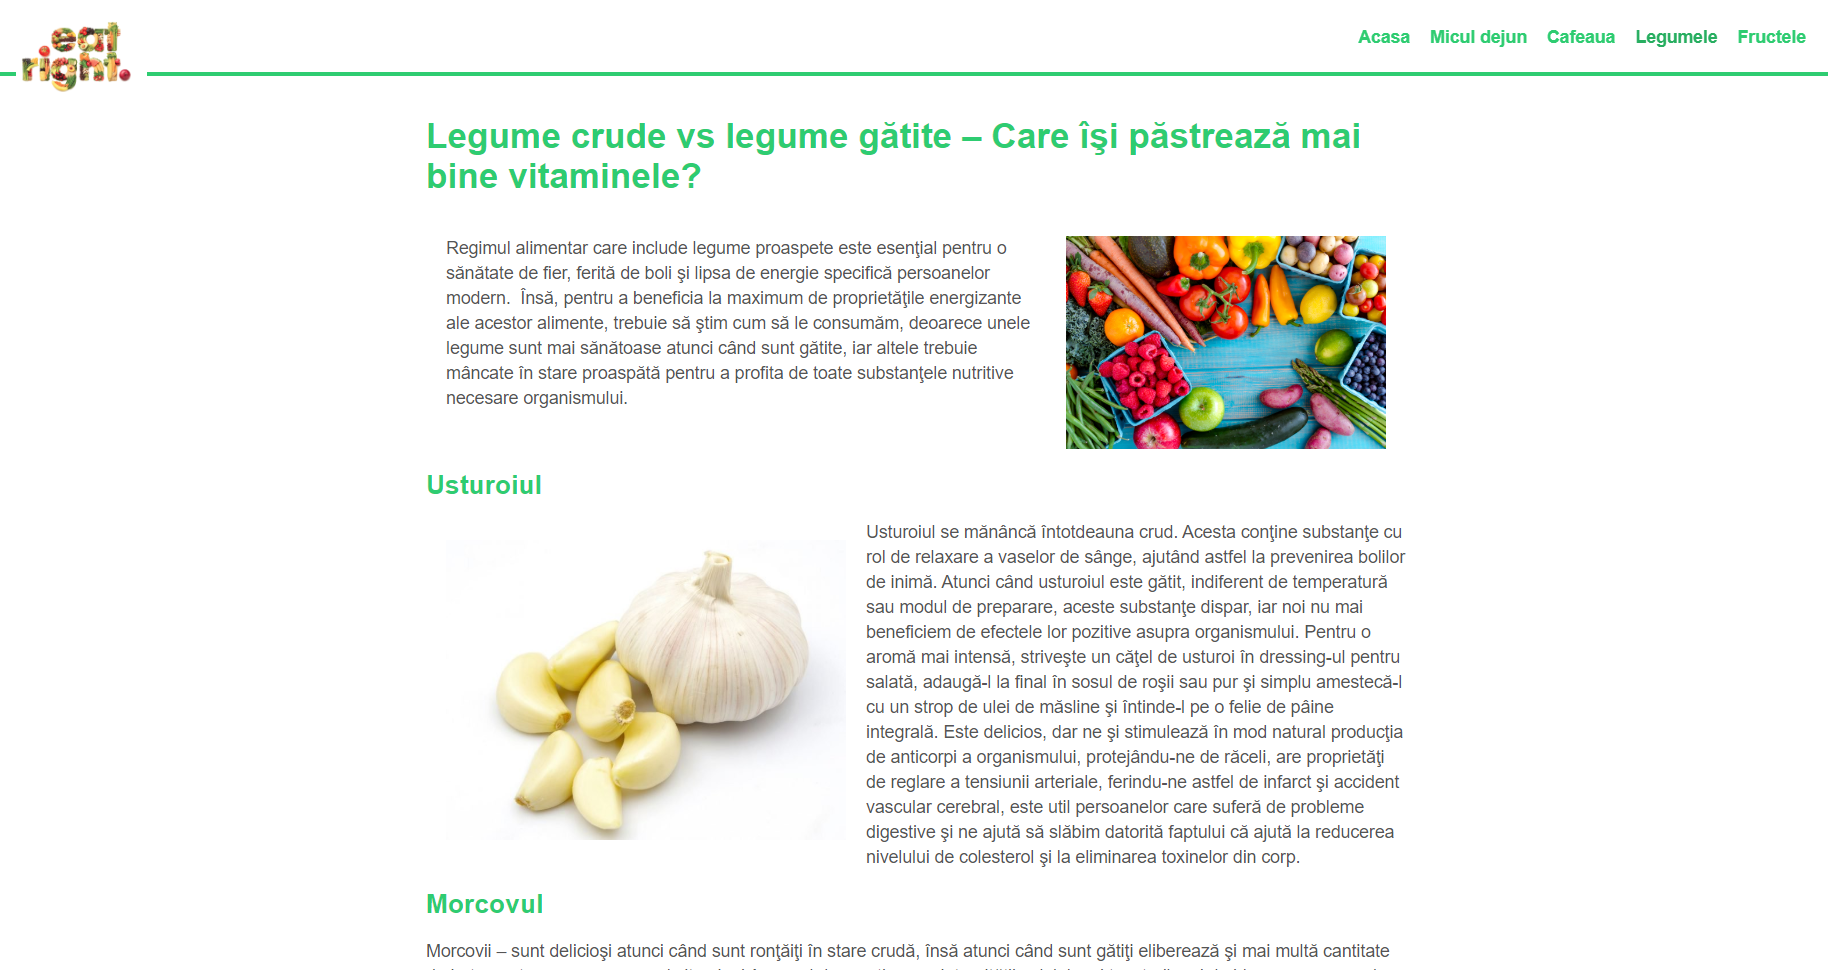 eat
right.
Acasa Micul dejun Cafeaua Legumele Fructele
Legume crude vs legume gătite – Care îşi păstrează mai
bine vitaminele?
Regimul alimentar care include legume proaspete este esenţial pentru o
sănătate de fier, ferită de boli şi lipsa de energie specifică persoanelor
modern.  Însă, pentru a beneficia la maximum de proprietăţile energizante
ale acestor alimente, trebuie să ştim cum să le consumăm, deoarece unele
legume sunt mai sănătoase atunci când sunt gătite, iar altele trebuie
mâncate în stare proaspătă pentru a profita de toate substanţele nutritive
necesare organismului.
Usturoiul
Usturoiul se mănâncă întotdeauna crud. Acesta conţine substanţe cu
rol de relaxare a vaselor de sânge, ajutând astfel la prevenirea bolilor
de inimă. Atunci când usturoiul este gătit, indiferent de temperatură
sau modul de preparare, aceste substanţe dispar, iar noi nu mai
beneficiem de efectele lor pozitive asupra organismului. Pentru o
aromă mai intensă, striveşte un căţel de usturoi în dressing-ul pentru
salată, adaugă-l la final în sosul de roşii sau pur şi simplu amestecă-l
cu un strop de ulei de măsline şi întinde-l pe o felie de pâine
integrală. Este delicios, dar ne şi stimulează în mod natural producţia
de anticorpi a organismului, protejându-ne de răceli, are proprietăţi
de reglare a tensiunii arteriale, ferindu-ne astfel de infarct şi accident
vascular cerebral, este util persoanelor care suferă de probleme
digestive şi ne ajută să slăbim datorită faptului că ajută la reducerea
nivelului de colesterol şi la eliminarea toxinelor din corp.
Morcovul
Morcovii – sunt delicioşi atunci când sunt ronţăiţi în stare crudă, însă atunci când sunt gătiţi eliberează şi mai multă cantitate